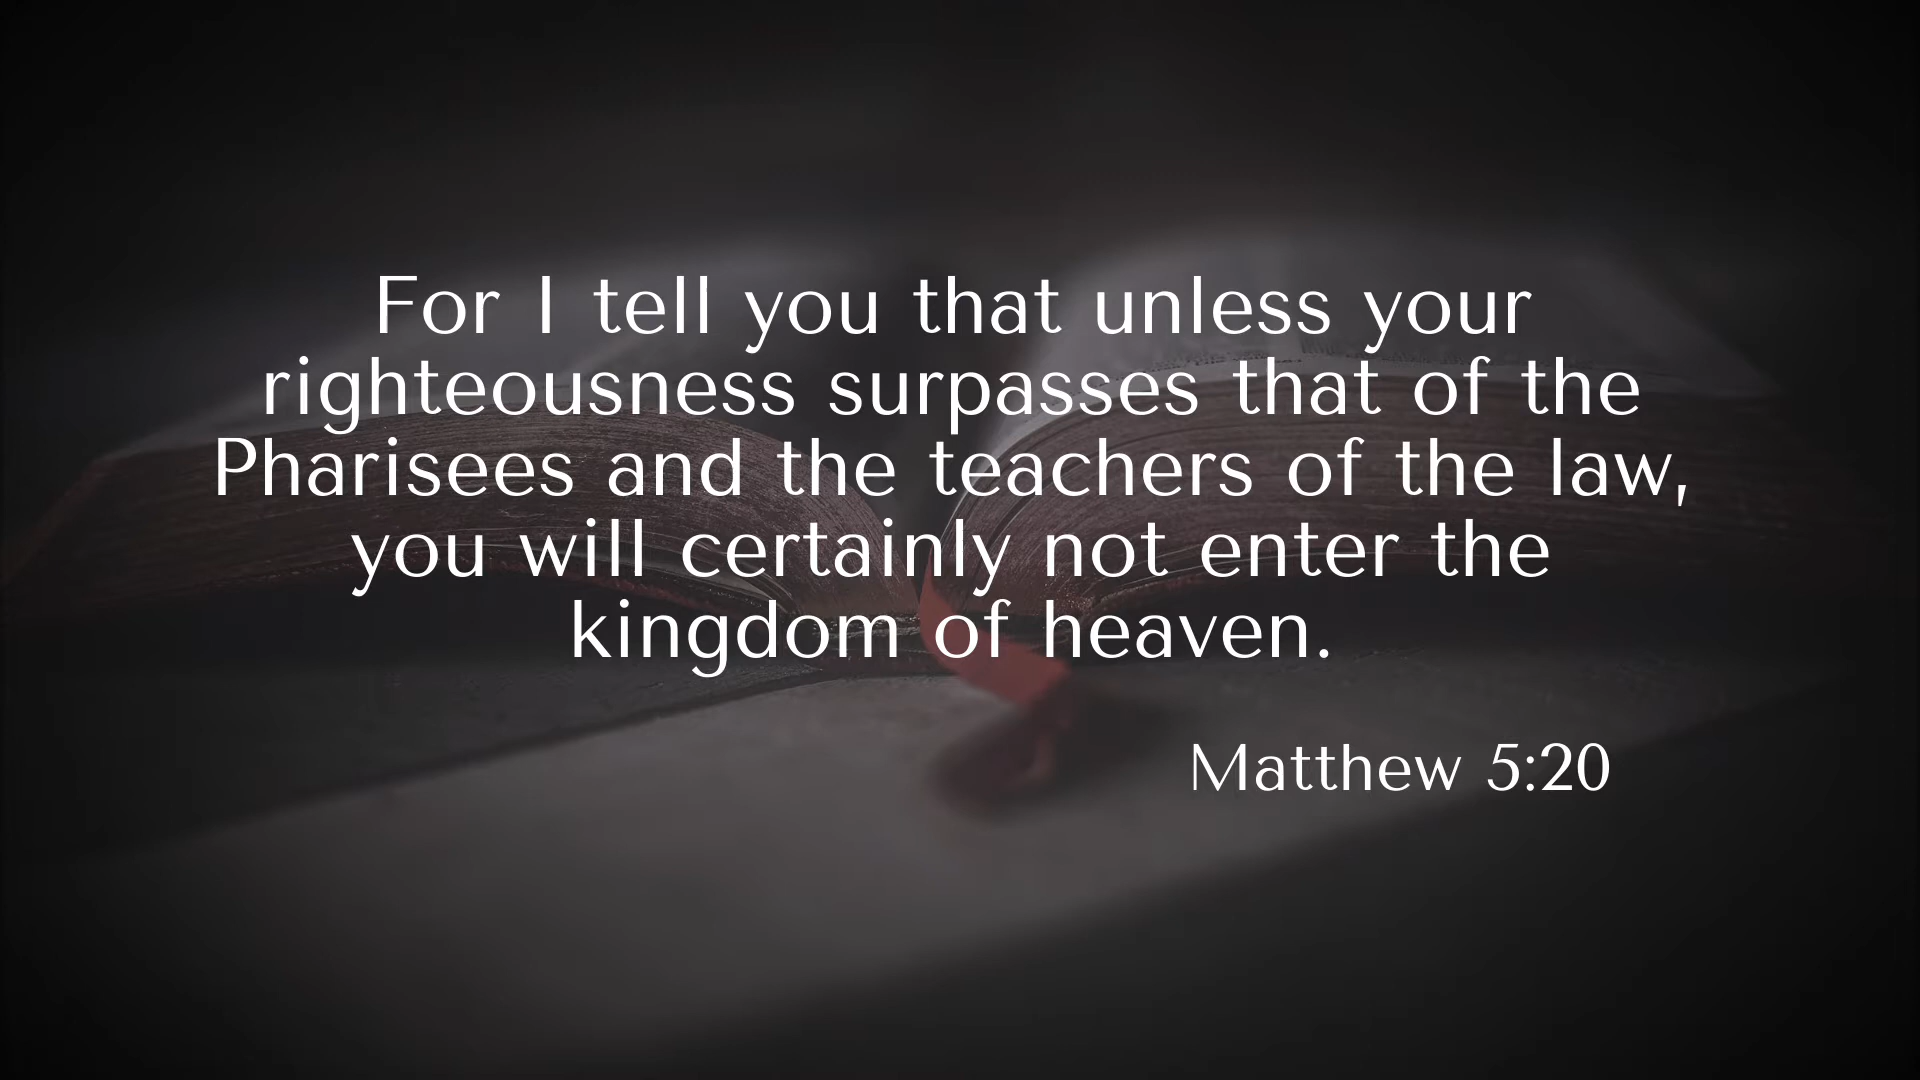 For I tell you that unless your
righteousness surpasses that of the
Pharisees and the teachers of the law,
you will certainly not enter the
kingdom of heaven.
Matthew 5:20